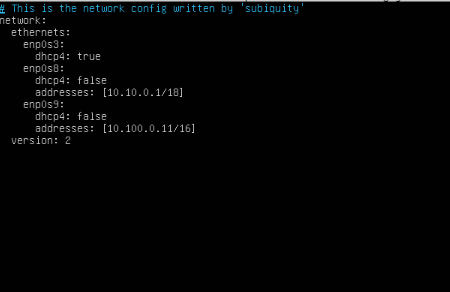 # This is the network config written by 'subiquity'
network:
  ethernets:
    enp0s3:
      dhcp4: true
    enp0s8:
      dhcp4: false
      addresses: [10.10.0.1/18]
    enp0s9:
      dhcp4: false
      addresses: [10.100.0.11/16]
  version: 2